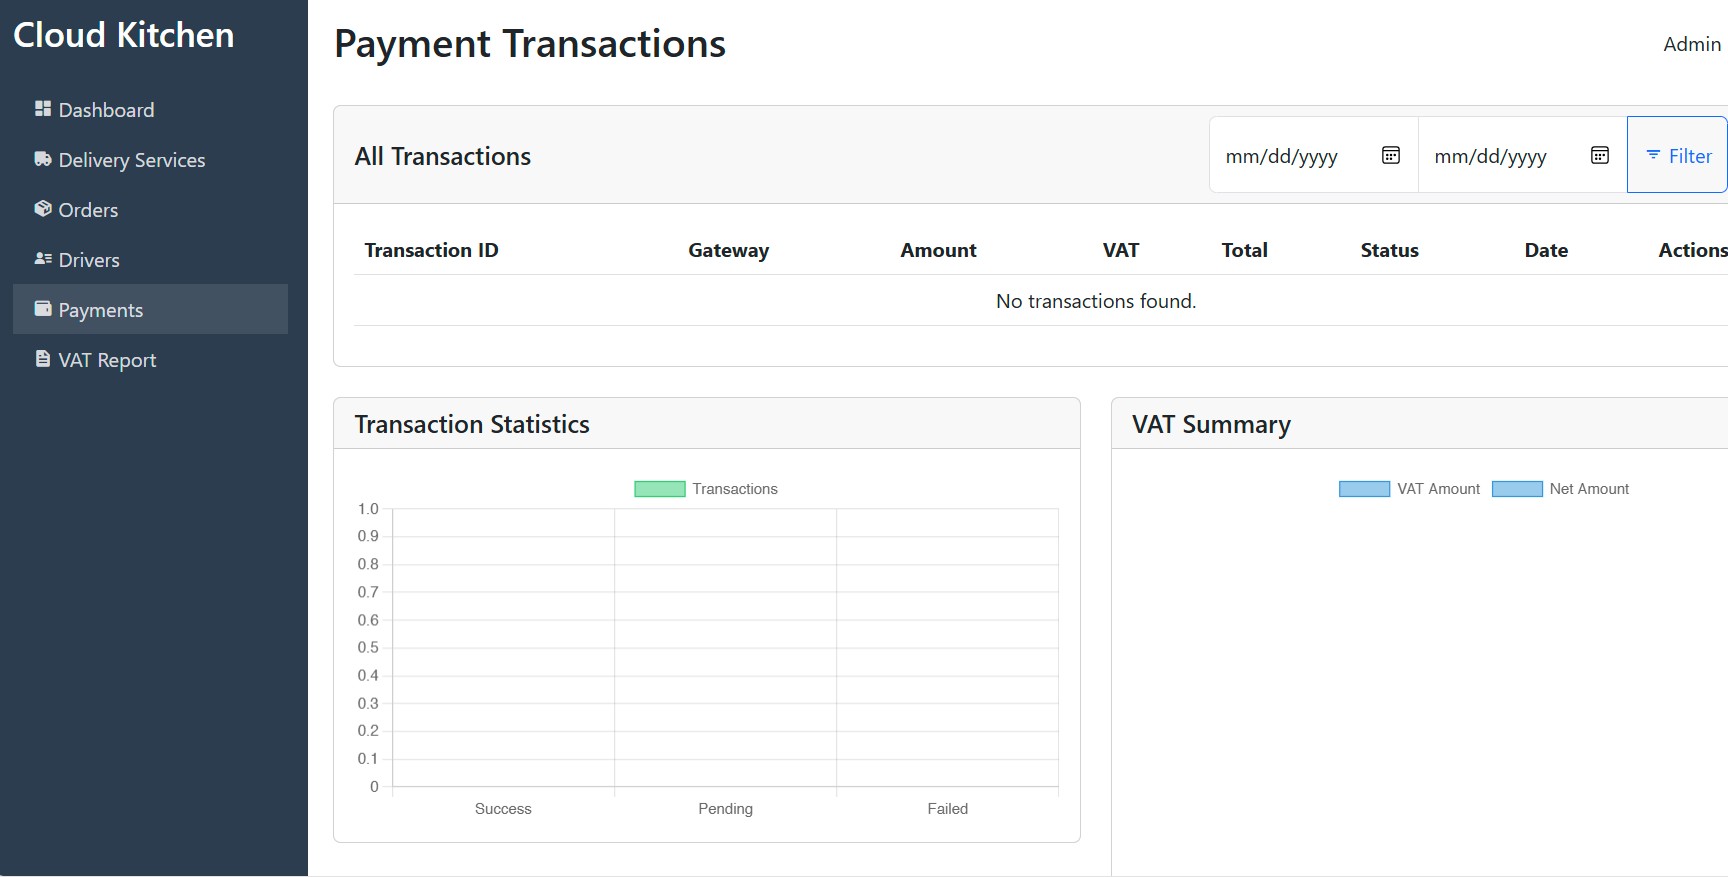 Cloud Kitchen
Dashboard
Delivery Services
Orders
Drivers
Payments
VAT Report
Payment Transactions
Admin
All Transactions
mm/dd/yyyy mm/dd/yyyy Filter
Transaction ID Gateway Amount VAT Total Status Date Actions
No transactions found.
Transaction Statistics
Transactions
1.0
0.9
0.8
0.7
0.6
0.5
0.4
0.3
0.2
0.1
0
Success Pending Failed
VAT Summary
VAT Amount Net Amount